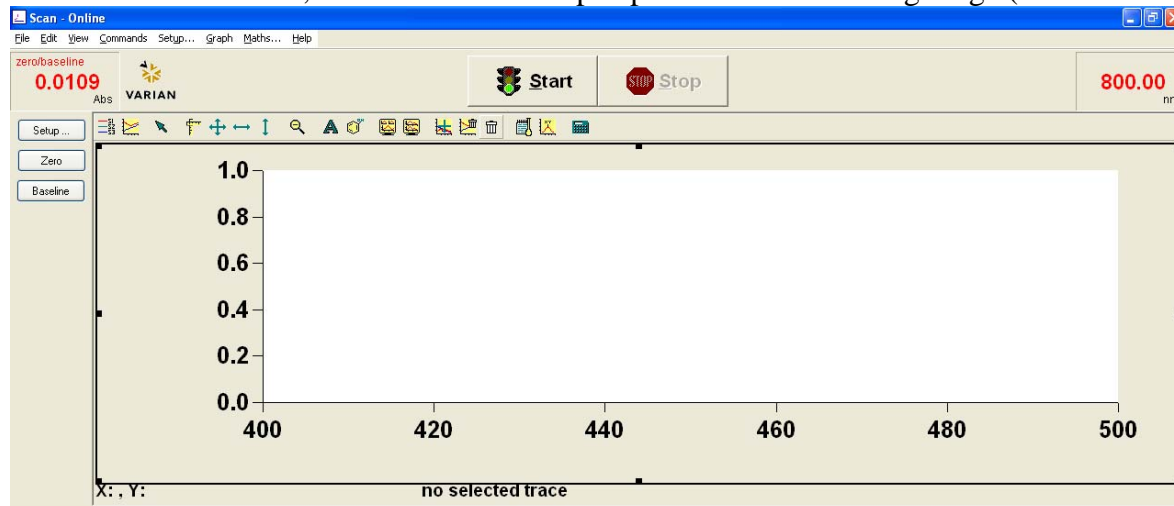 Scan - Online
File Edit View Commands Setup... Graph Maths... Help
zero/baseline
0.0109
Abs
VARIAN
STOP
Start
Stop
800.00
Setup ...
Zero
Baseline
1.0
0.8
0.6
0.4
0.2
0.0
400 420 440 460 480 500
X: , Y:
no selected trace